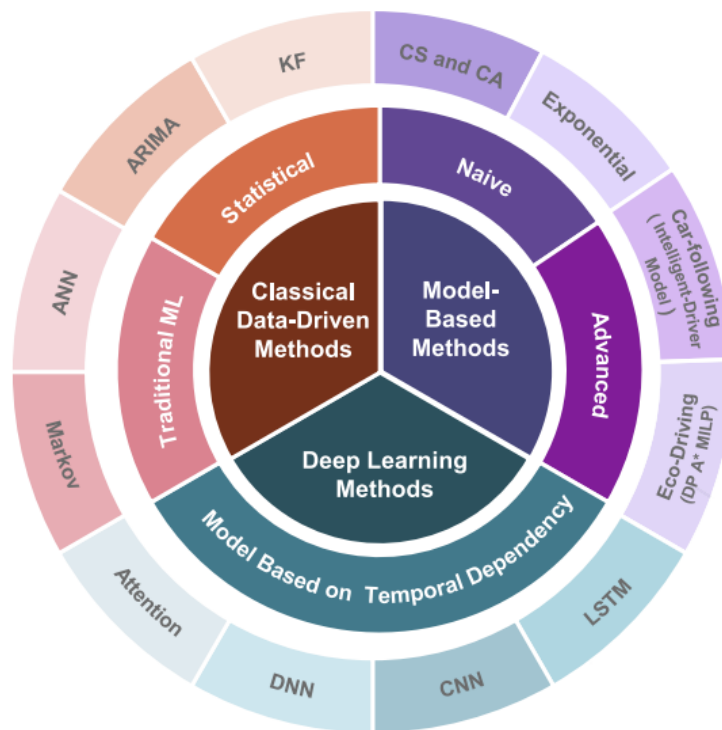 KF
CS and CA
ARIMA
Exponential
Statistical
Naive
Car-following
( Intelligent-Driver
Model )
ANN
Traditional ML
Classical
Data-Driven
Methods
Model-
Based
Methods
Advanced
Markov
Deep Learning
Methods
Eco-Driving
(DP A* MILP)
Model Based on Temporal Dependency
Attention
LSTM
DNN
CNN